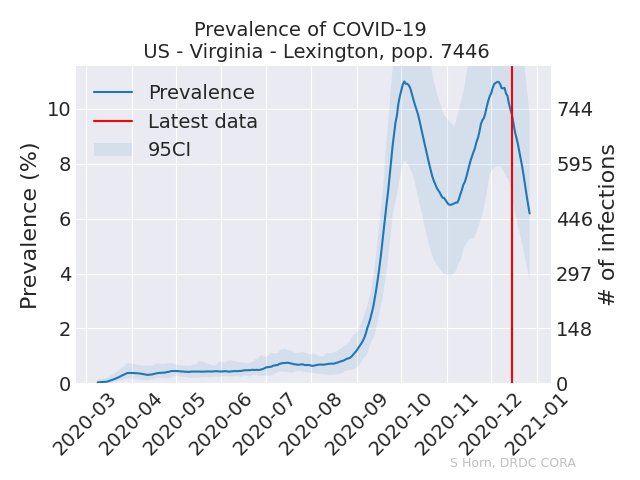 Prevalence of COVID-19
US - Virginia - Lexington, pop. 7446
Prevalence
Latest data
95CI
Prevalence (%)
10
8
6
4
2
0
744
595
446
297
148
0
# of infections
2020-03
2020-04
2020-05
2020-06
2020-07
2020-08
2020-09
2020-10
2020-11
2020-12
2021-01
S Horn, DRDC CORA